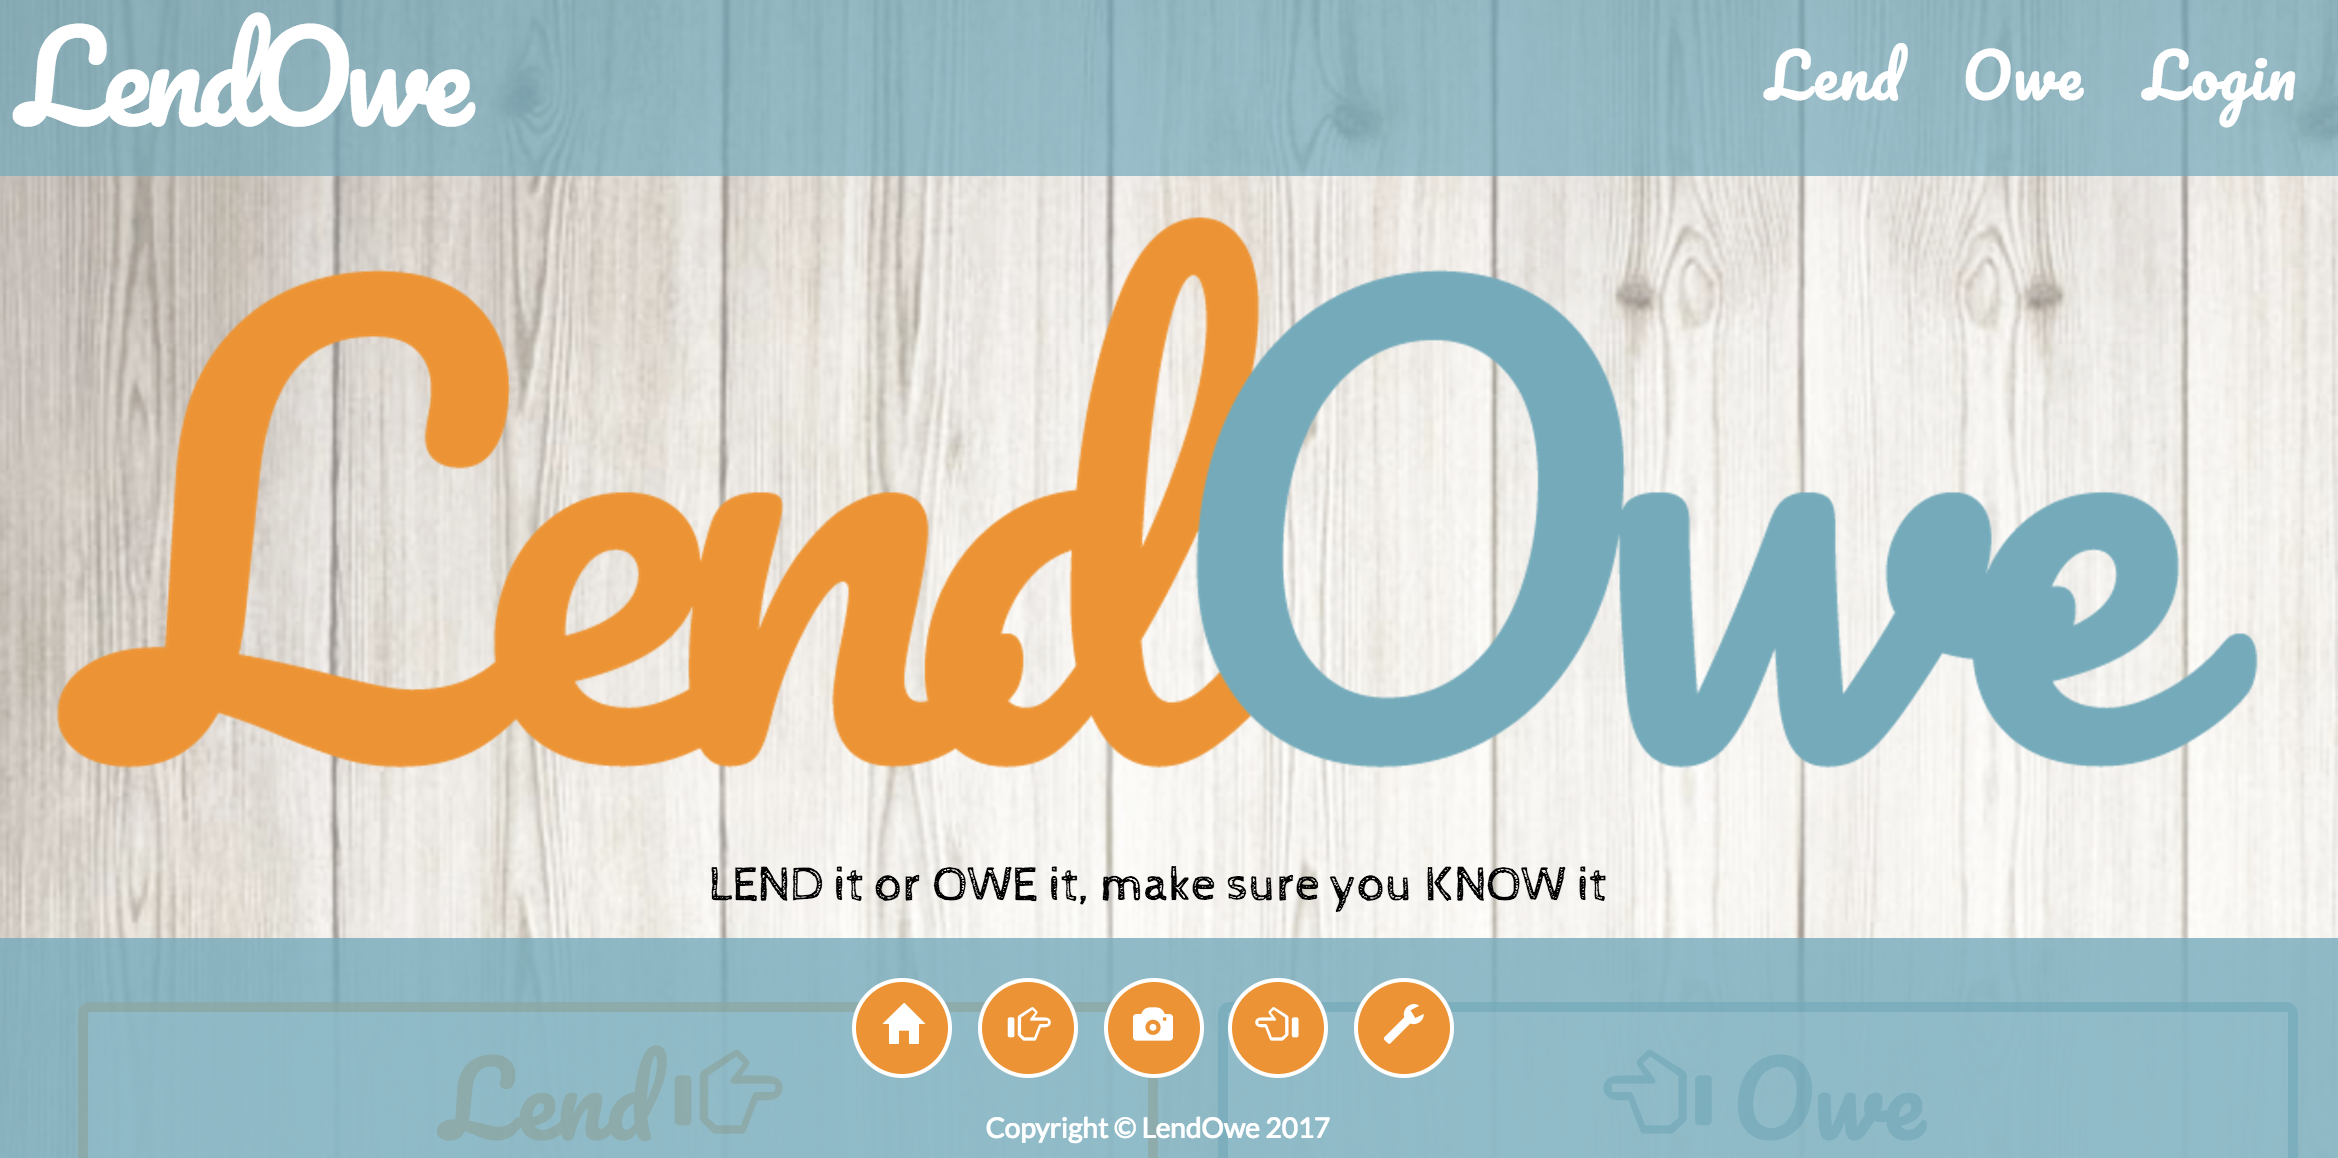 LendOwe
Lend Owe Login
LendOwe
LEND it or OWE it, make sure you KNOW it
Lend Owe
Copyright © LendOwe 2017